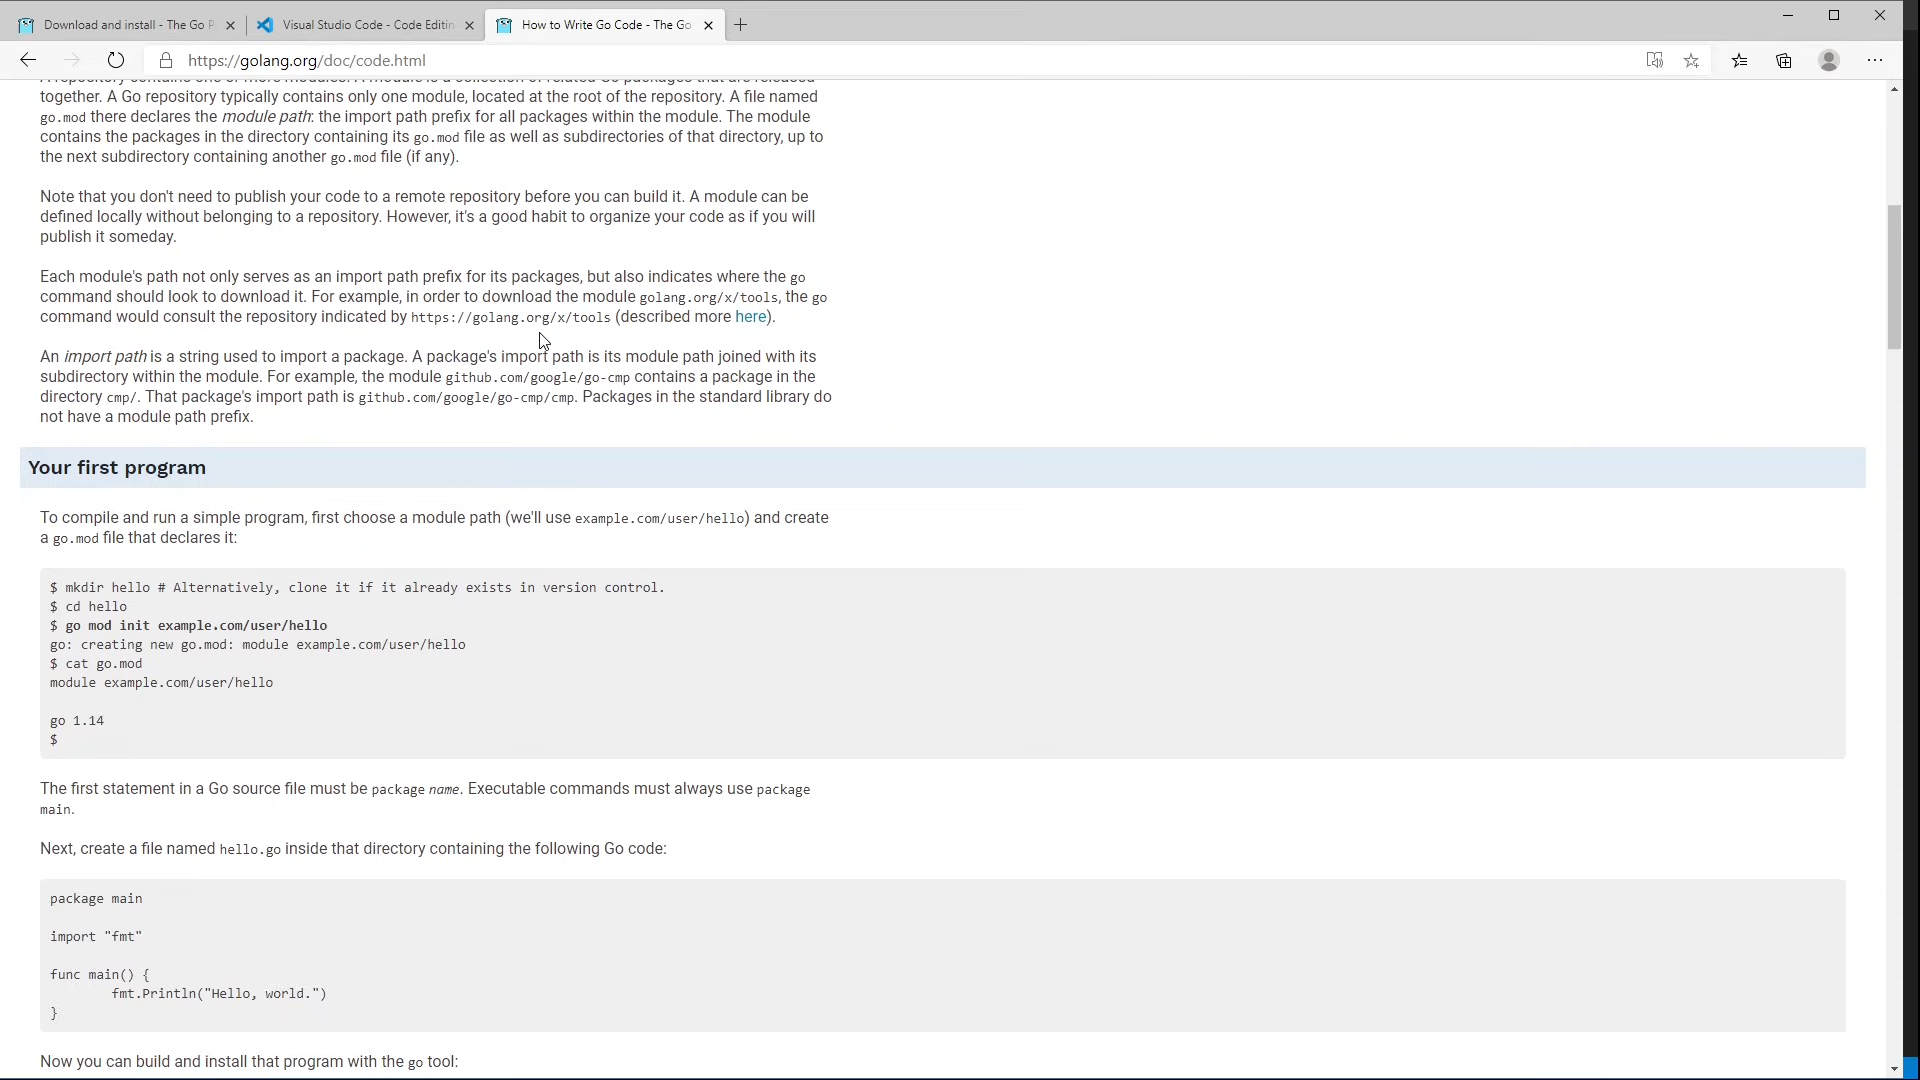 Download and install - The Go P
Visual Studio Code - Code Editin
How to Write Go Code - The Go
https://golang.org/doc/code.html
A repository contains one or more modules. A module is a collection of related Go packages that are released
together. A Go repository typically contains only one module, located at the root of the repository. A file named
go.mod there declares the module path: the import path prefix for all packages within the module. The module
contains the packages in the directory containing its go.mod file as well as subdirectories of that directory, up to
the next subdirectory containing another go.mod file (if any).
Note that you don't need to publish your code to a remote repository before you can build it. A module can be
defined locally without belonging to a repository. However, it's a good habit to organize your code as if you will
publish it someday.
Each module's path not only serves as an import path prefix for its packages, but also indicates where the go
command should look to download it. For example, in order to download the module golang.org/x/tools, the go
command would consult the repository indicated by https://golang.org/x/tools (described more here).
An import path is a string used to import a package. A package's import path is its module path joined with its
subdirectory within the module. For example, the module github.com/google/go-cmp contains a package in the
directory cmp/. That package's import path is github.com/google/go-cmp/cmp. Packages in the standard library do
not have a module path prefix.
Your first program
To compile and run a simple program, first choose a module path (we'll use example.com/user/hello) and create
a go.mod file that declares it:
$ mkdir hello # Alternatively, clone it if it already exists in version control.
$ cd hello
$ go mod init example.com/user/hello
go: creating new go.mod: module example.com/user/hello
$ cat go.mod
module example.com/user/hello
go 1.14
$
The first statement in a Go source file must be package name. Executable commands must always use package
main.
Next, create a file named hello.go inside that directory containing the following Go code:
package main
import "fmt"
func main() {
fmt.Println("Hello, world.")
}
Now you can build and install that program with the go tool: